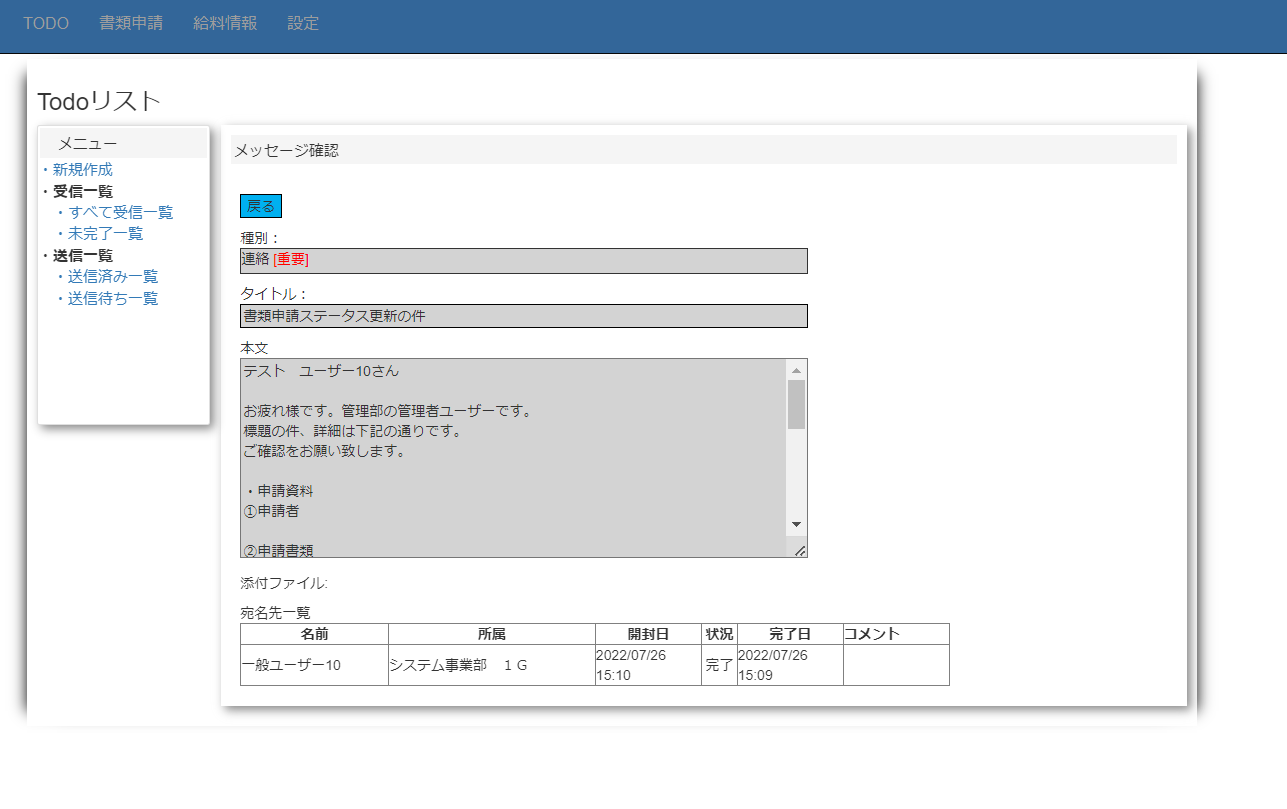 TODO 書類申請 給料情報 設定
Todoリスト
メニュー
・新規作成
・受信一覧
・すべて受信一覧
・未完了一覧
・送信一覧
・送信済み一覧
・送信待ち一覧
メッセージ確認
戻る
種別：
連絡 [重要]
タイトル：
書類申請ステータス更新の件
本文
テスト　ユーザー10さん
お疲れ様です。管理部の管理者ユーザーです。
標題の件、詳細は下記の通りです。
ご確認をお願い致します。
・申請資料
①申請者
②申請書類
添付ファイル:
宛名先一覧
名前 所属 開封日 状況 完了日 コメント
一般ユーザー10 システム事業部　１Ｇ 2022/07/26 15:10 完了 2022/07/26 15:09